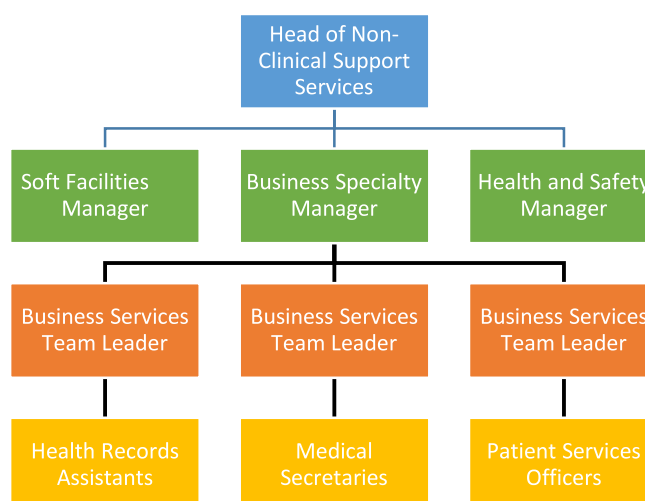 Head of Non-
Clinical Support
Services
Soft Facilities
Manager
Business Specialty
Manager
Health and Safety
Manager
Business Services
Team Leader
Business Services
Team Leader
Business Services
Team Leader
Health Records
Assistants
Medical
Secretaries
Patient Services
Officers